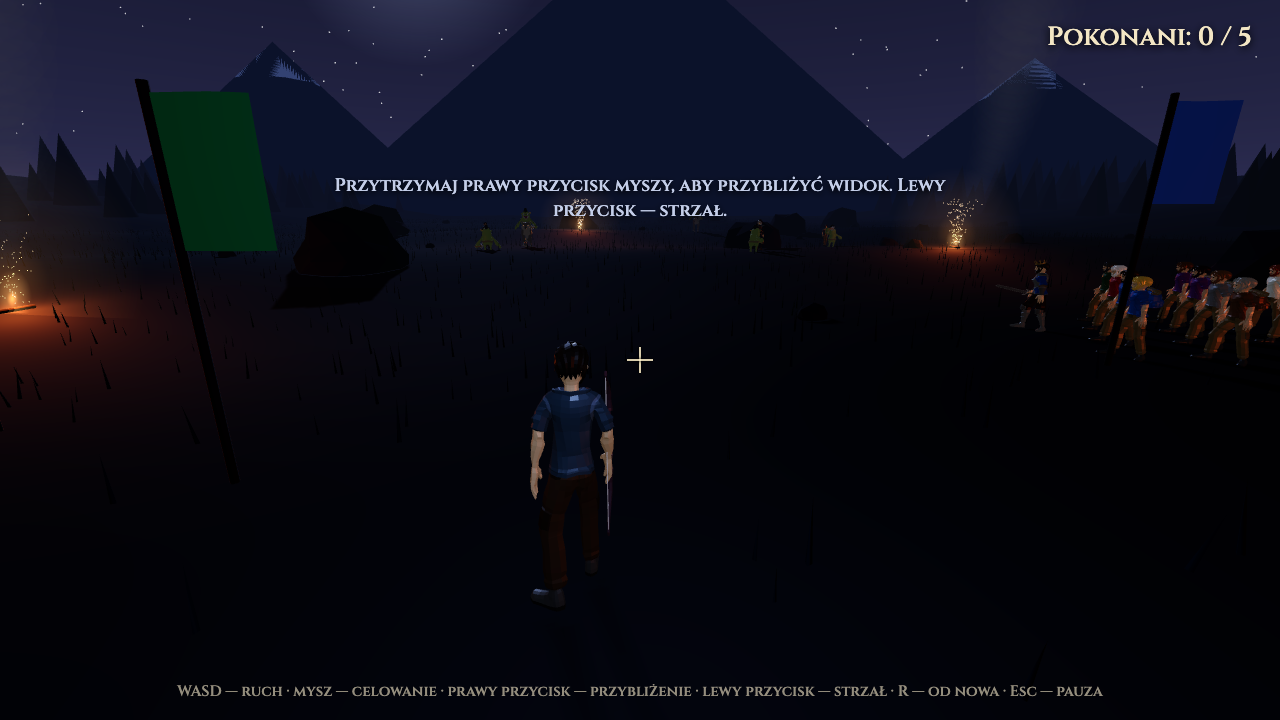 Pokonani: 0 / 5
Przytrzymaj prawy przycisk myszy, aby przybliżyć widok. Lewy
przycisk — strzał.
WASD — ruch · mysz — celowanie · prawy przycisk — przybliżenie · lewy przycisk — strzał · R — od nowa · Esc — pauza